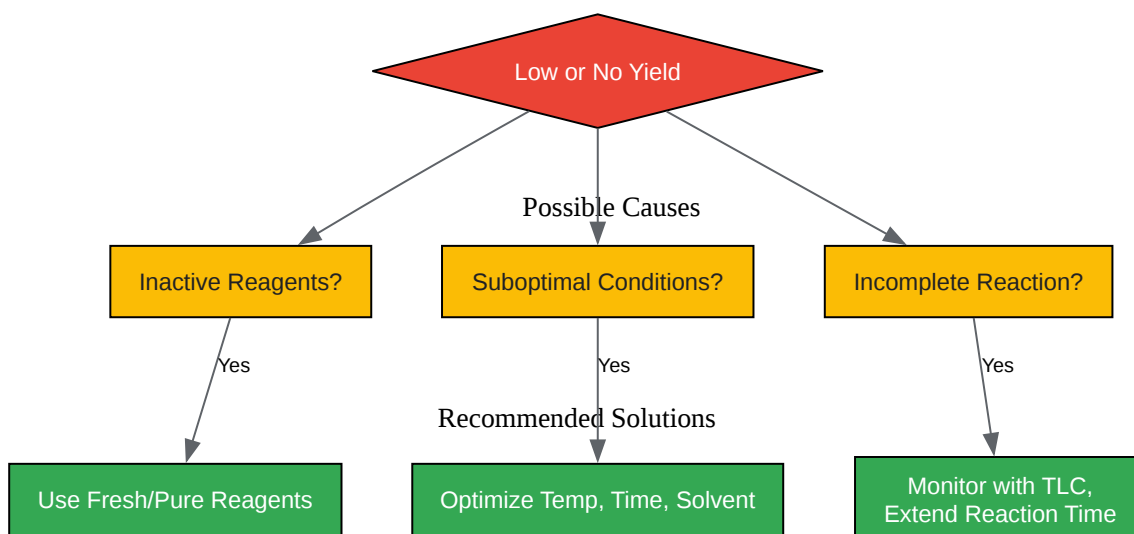 Low or No Yield
Possible Causes
Inactive Reagents?
Suboptimal Conditions?
Incomplete Reaction?
Yes
Yes
Yes
Recommended Solutions
Use Fresh/Pure Reagents
Optimize Temp, Time, Solvent
Monitor with TLC,
Extend Reaction Time